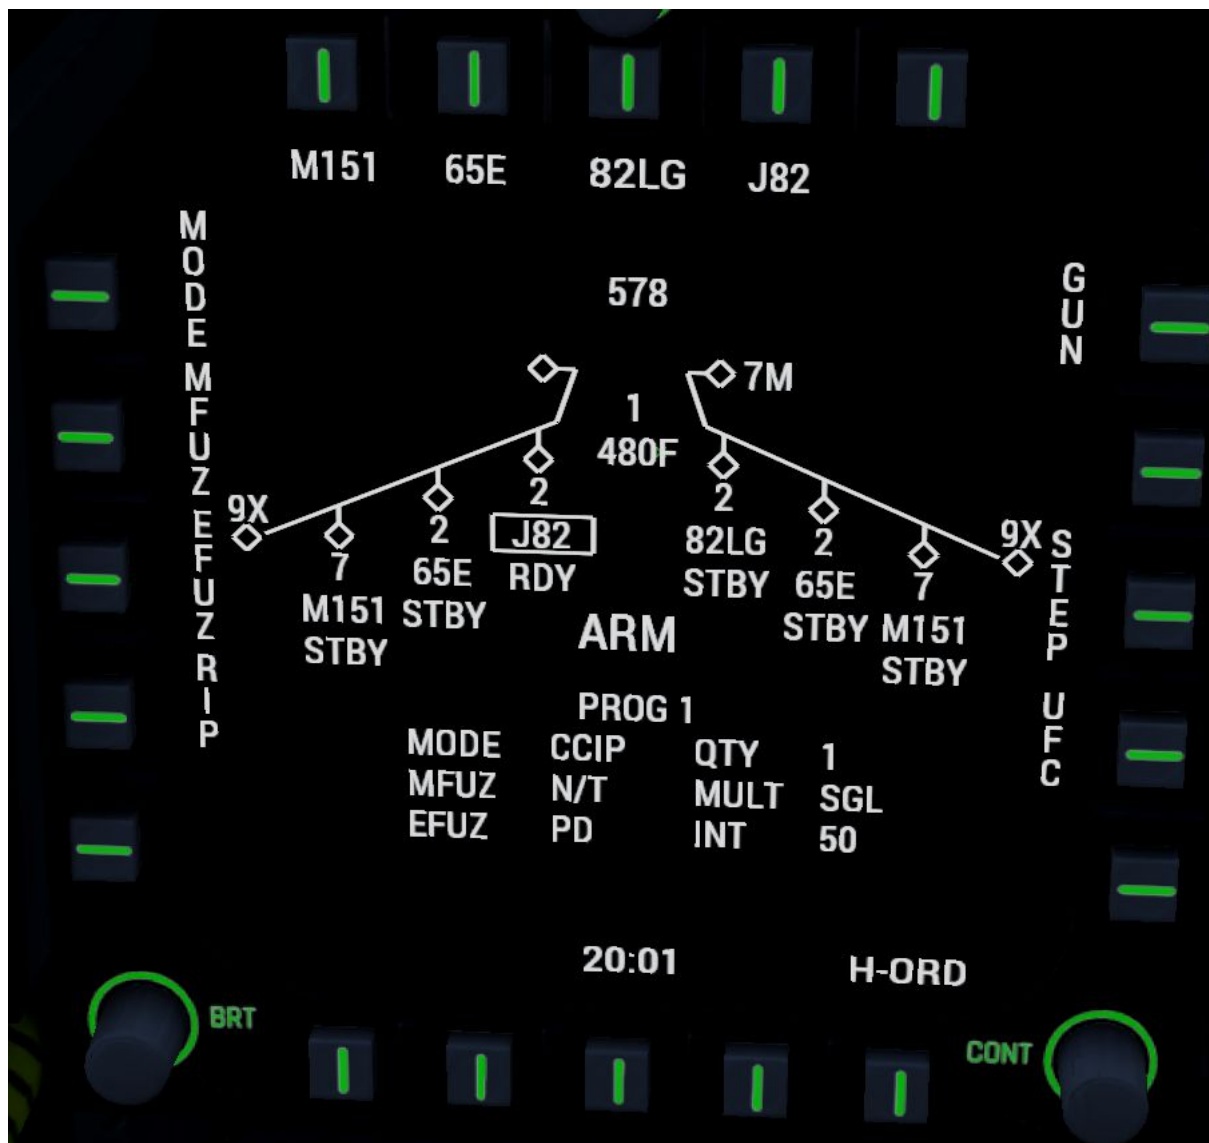 M151 65E 82LG J82
MODE
MFUZ
EFUZ
RIP
GUN
STEP
UFC
578
7M
1
480F
9X
7
M151
STBY
2
65E
STBY
2
J82
RDY
2
82LG
STBY
2
65E
STBY
7
M151
STBY
9X
ARM
PROG 1
MODE CCIP QTY 1
MFUZ N/T MULT SGL
EFUZ PD INT 50
20:01 H-ORD
BRT
CONT